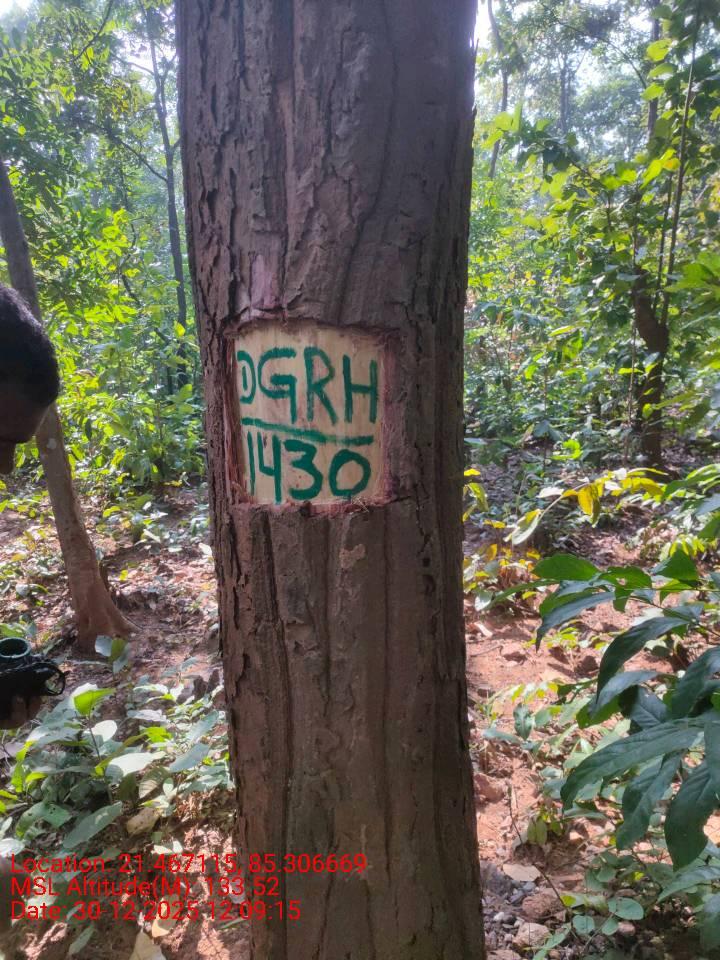 DGRH
1430
Location: 21.467115, 85.306669
MSL Altitude(M): 133.52
Date: 30-12-2025 12:09:15